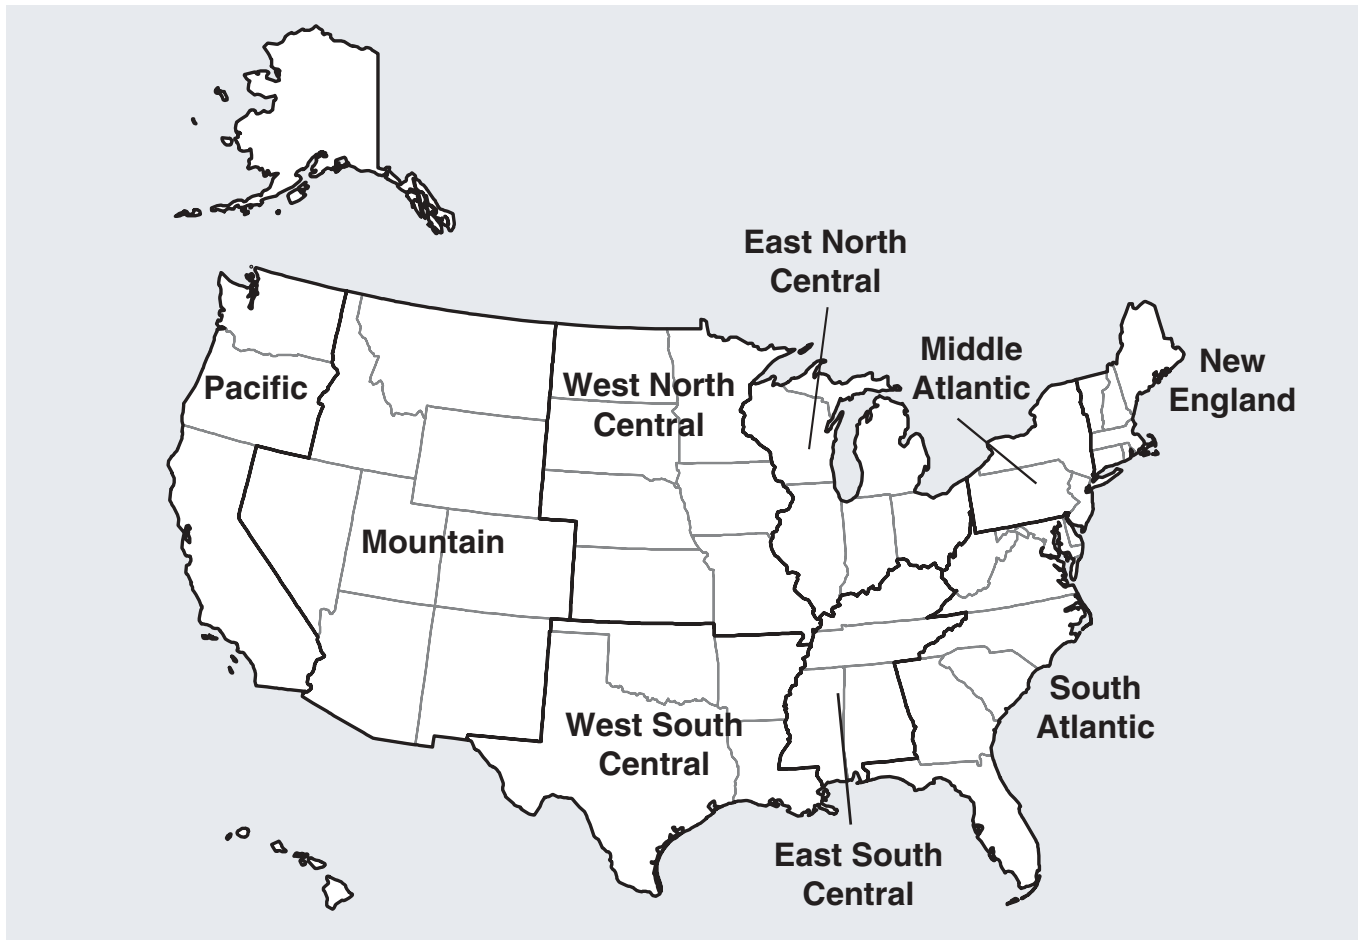 East North
Central
Middle
Atlantic
New
England
Pacific
West North
Central
Mountain
South
Atlantic
West South
Central
East South
Central